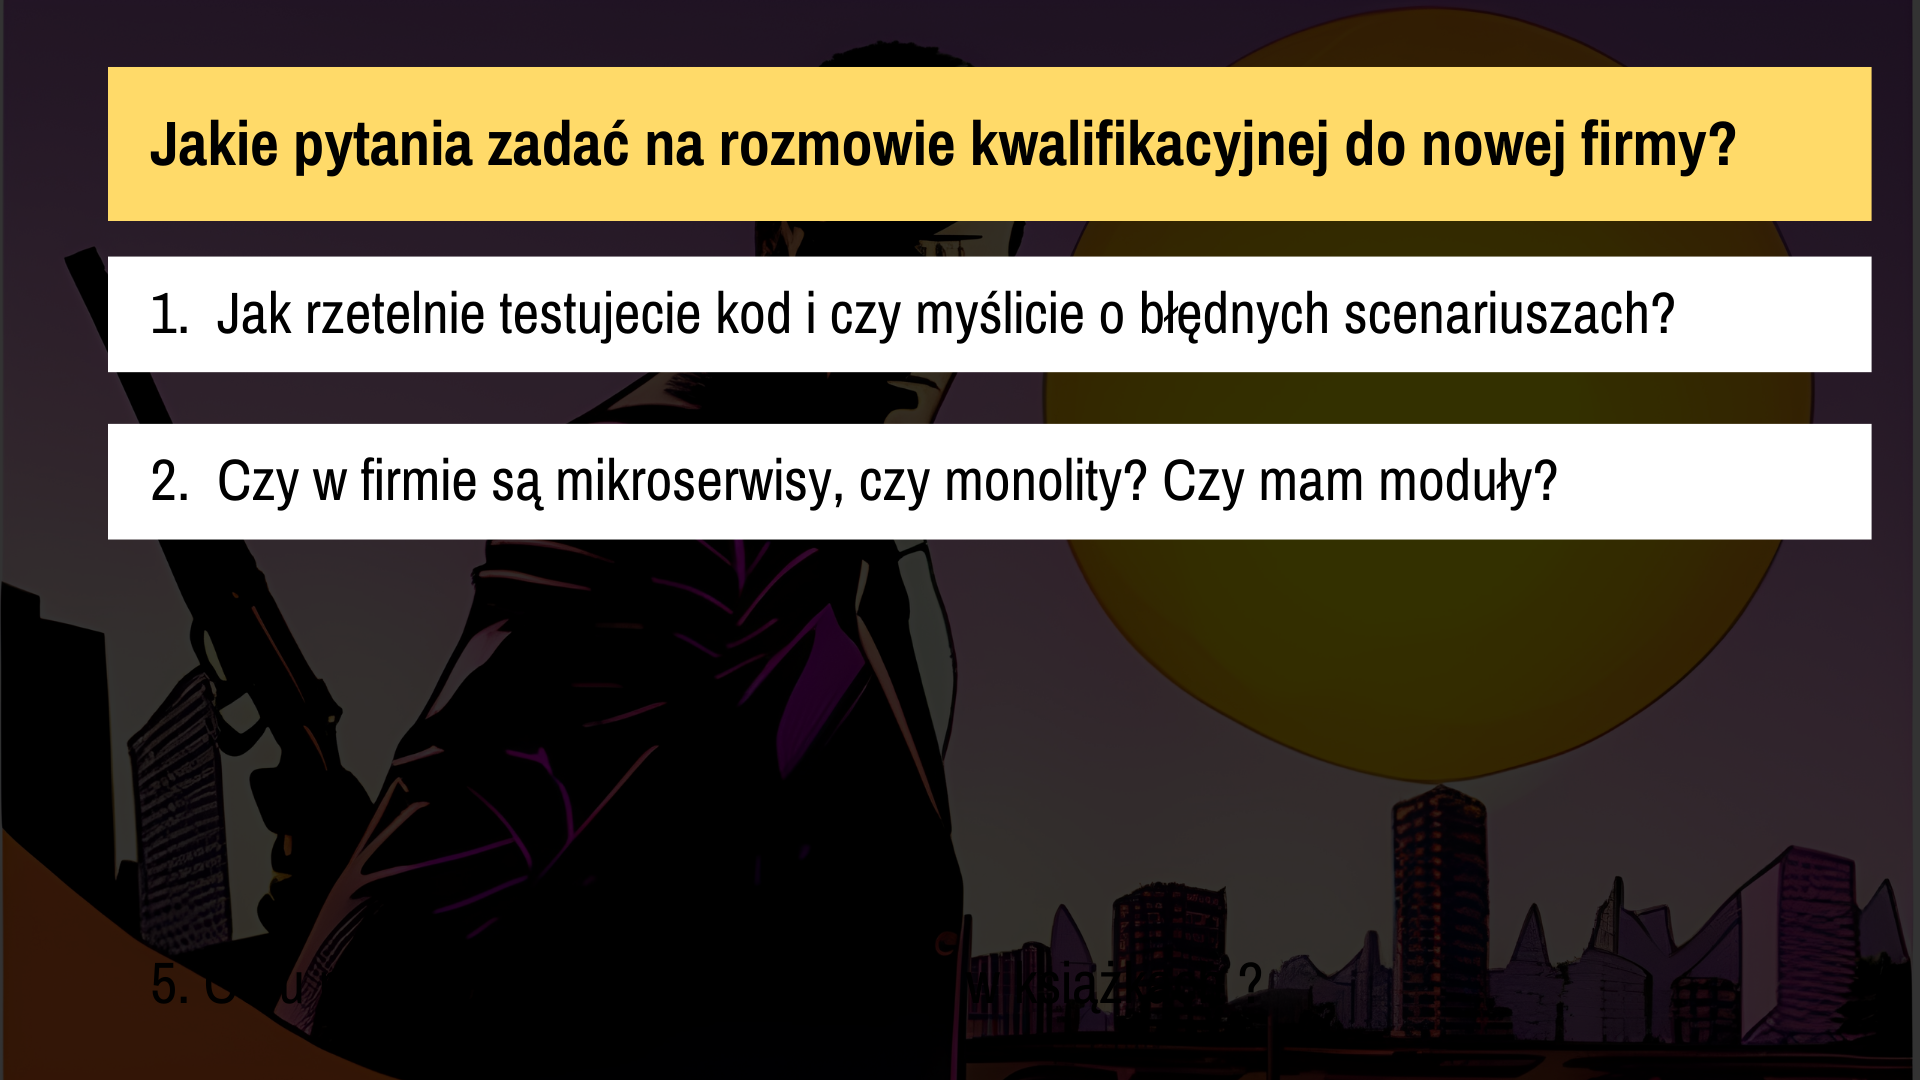 Jakie pytania zadać na rozmowie kwalifikacyjnej do nowej firmy?
1. Jak rzetelnie testujecie kod i czy myślicie o błędnych scenariuszach?
2. Czy w firmie są mikroserwisy, czy monolity? Czy mam moduły?
5. w ?